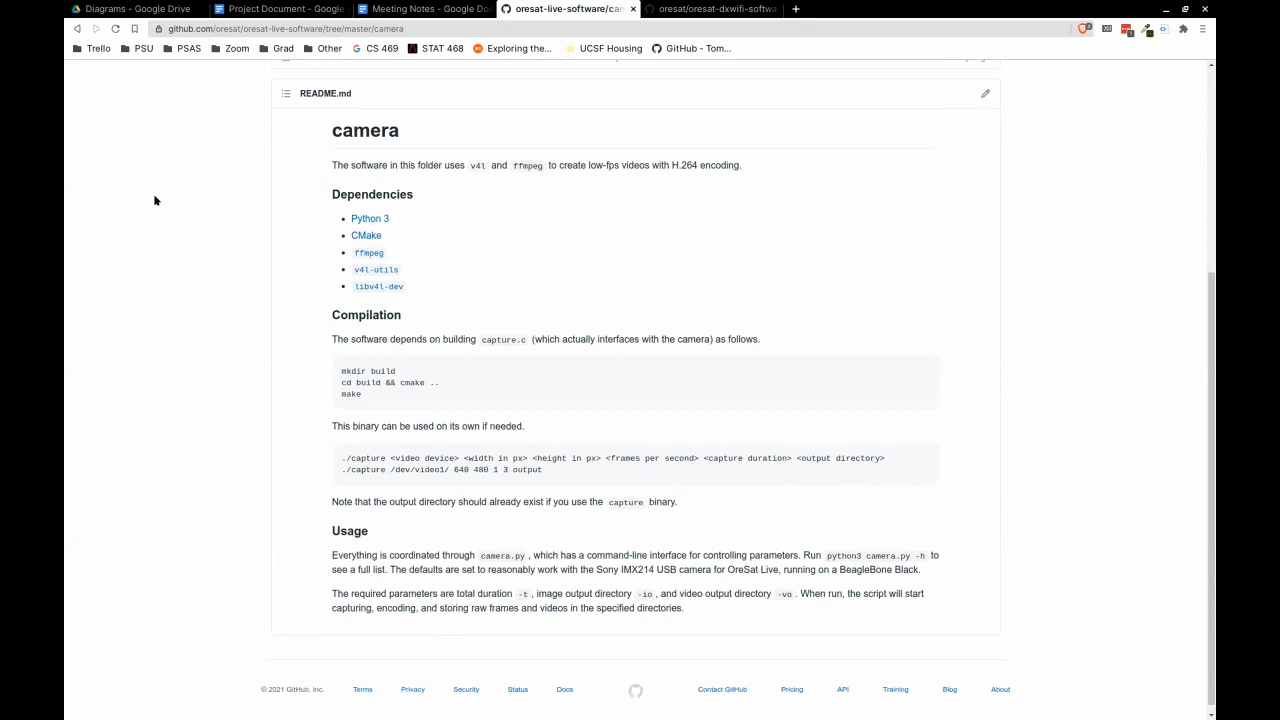 Diagrams - Google Drive
Project Document - Google
Meeting Notes - Google Do
oresat-live-software/cam
oresat/oresat-dxwifi-softwa
github.com/oresat/oresat-live-software/tree/master/camera
Trello
PSU
PSAS
Zoom
Grad
Other
CS 469
STAT 468
Exploring the...
UCSF Housing
GitHub - Tom...
README.md
camera
The software in this folder uses v4l and ffmpeg to create low-fps videos with H.264 encoding.
Dependencies
Python 3
CMake
ffmpeg
v4l-utils
libv4l-dev
Compilation
The software depends on building capture.c (which actually interfaces with the camera) as follows.
mkdir build
cd build && cmake ..
make
This binary can be used on its own if needed.
./capture <video device> <width in px> <height in px> <frames per second> <capture duration> <output directory>
./capture /dev/video1/ 640 480 1 3 output
Note that the output directory should already exist if you use the capture binary.
Usage
Everything is coordinated through camera.py, which has a command-line interface for controlling parameters. Run python3 camera.py -h to
see a full list. The defaults are set to reasonably work with the Sony IMX214 USB camera for OreSat Live, running on a BeagleBone Black.
The required parameters are total duration -t, image output directory -io, and video output directory -vo. When run, the script will start
capturing, encoding, and storing raw frames and videos in the specified directories.
© 2021 GitHub, Inc.
Terms
Privacy
Security
Status
Docs
Contact GitHub
Pricing
API
Training
Blog
About